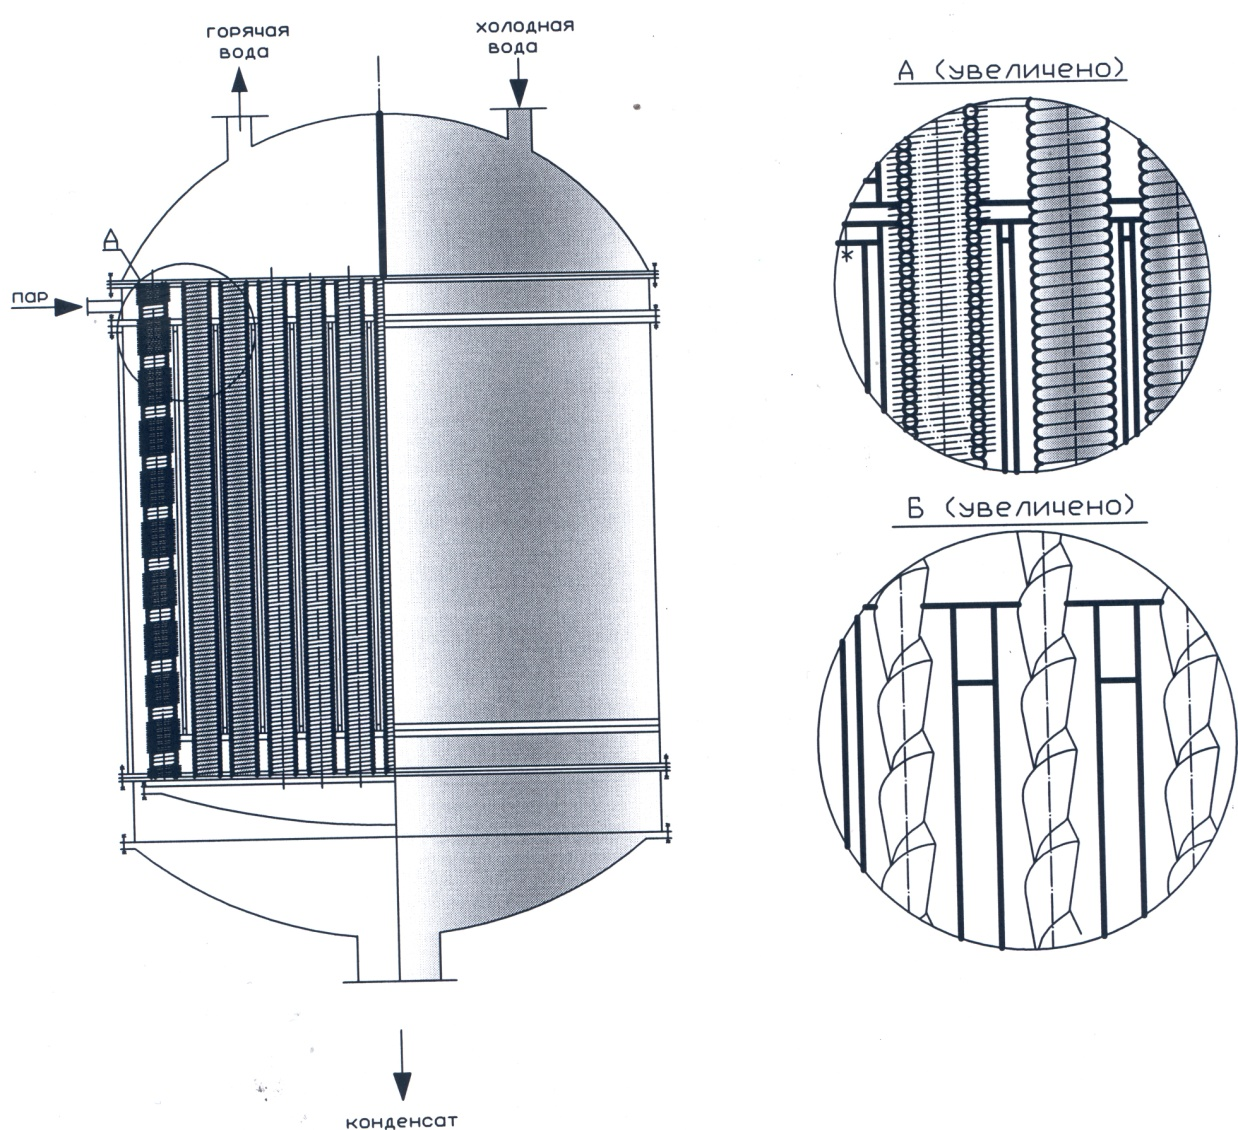 горячая
вода
холодная
вода
А (увеличено)
А
пар
*
Б (увеличено)
конденсат